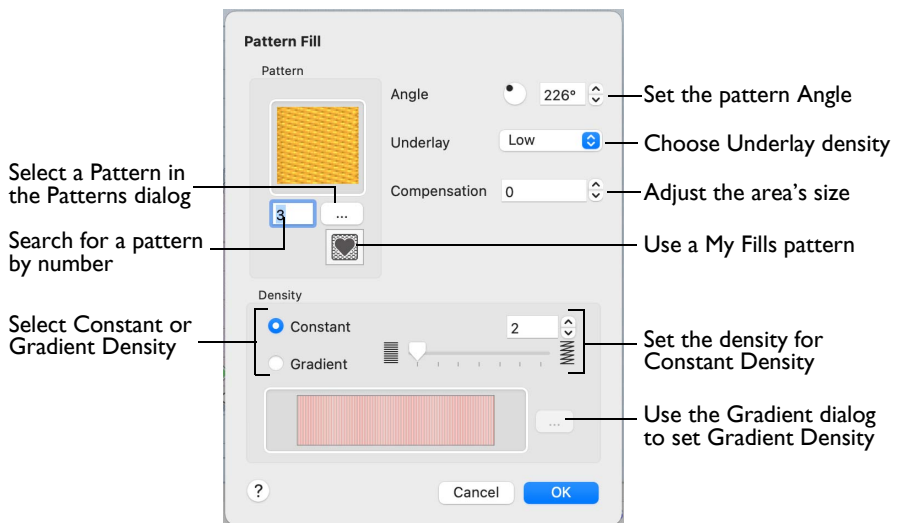 Pattern Fill
Pattern
Angle
226°
Set the pattern Angle
Underlay
Low
Choose Underlay density
Select a Pattern in
the Patterns dialog
Compensation
0
Adjust the area's size
3
...
Search for a pattern
by number
Use a My Fills pattern
Density
Select Constant or
Gradient Density
Constant
2
Gradient
Set the density for
Constant Density
...
Use the Gradient dialog
to set Gradient Density
?
Cancel
OK